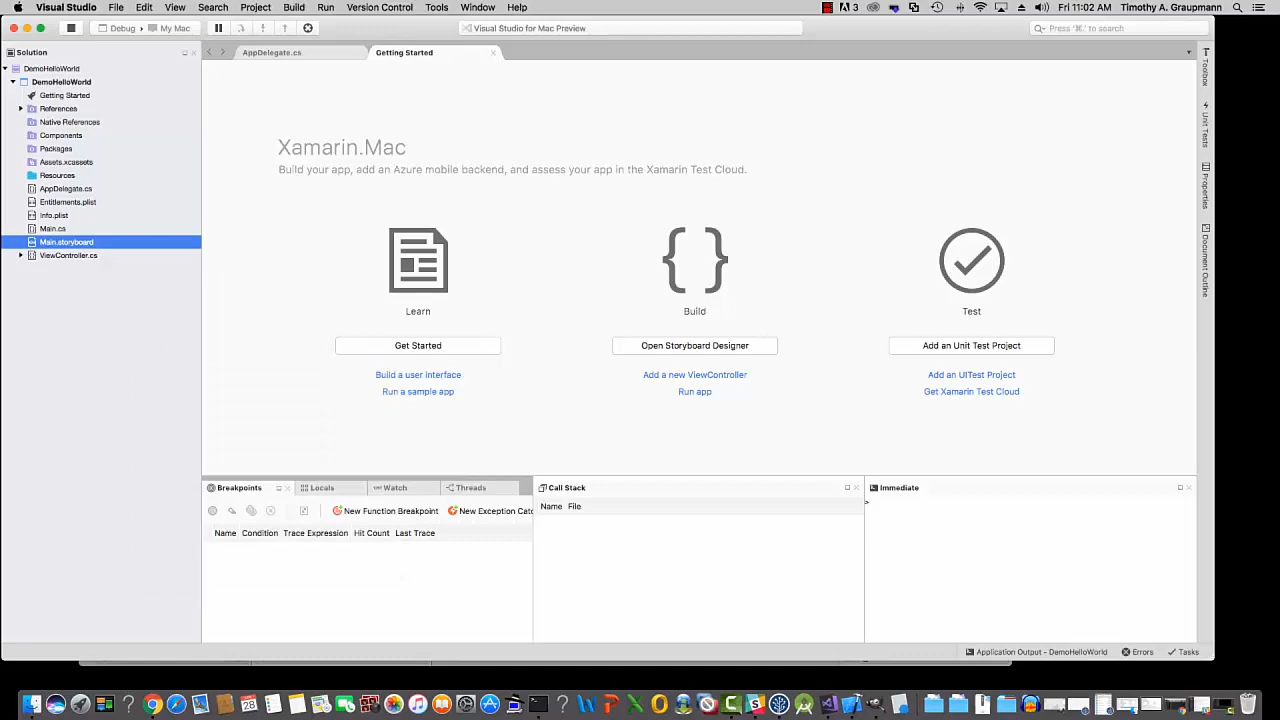 Visual Studio File Edit View Search Project Build Run Version Control Tools Window Help 3 Fri 11:02 AM Timothy A. Graupmann
Debug › My Mac Visual Studio for Mac Preview Press '⌘.' to search
Solution
AppDelegate.cs Getting Started
DemoHelloWorld
DemoHelloWorld
Getting Started
References
Native References
Components
Packages
Assets.xcassets
Resources
AppDelegate.cs
Entitlements.plist
Info.plist
Main.cs
Main.storyboard
ViewController.cs
Xamarin.Mac
Build your app, add an Azure mobile backend, and assess your app in the Xamarin Test Cloud.
Learn Build Test
Get Started Open Storyboard Designer Add an Unit Test Project
Build a user interface Add a new ViewController Add an UITest Project
Run a sample app Run app Get Xamarin Test Cloud
Toolbox
Unit Tests
Properties
Document Outline
Breakpoints Locals Watch Threads Call Stack Immediate
New Function Breakpoint New Exception Catc
Name File
>
Name Condition Trace Expression Hit Count Last Trace
Application Output - DemoHelloWorld Errors Tasks
28